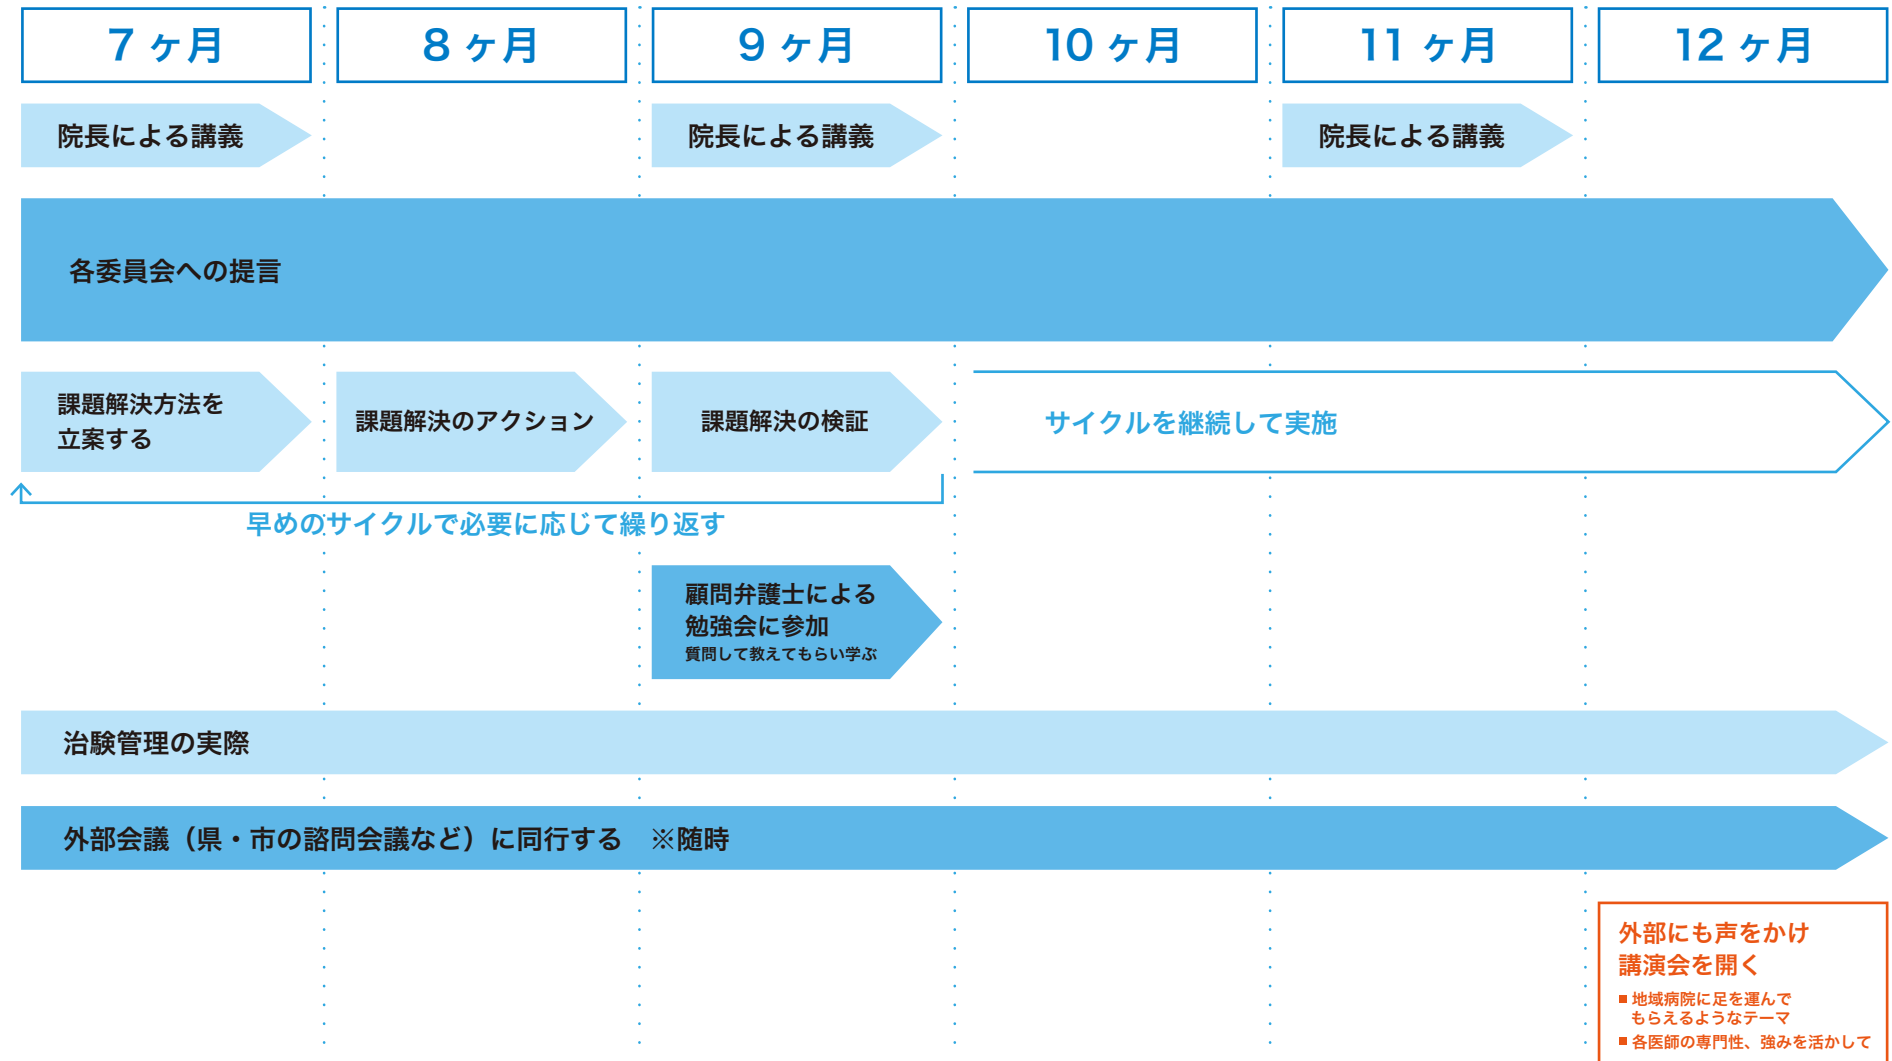 7 ヶ月
8 ヶ月
9 ヶ月
10 ヶ月
11 ヶ月
12 ヶ月
院長による講義
院長による講義
院長による講義
各委員会への提言
課題解決方法を
立案する
課題解決のアクション
課題解決の検証
サイクルを継続して実施
早めのサイクルで必要に応じて繰り返す
顧問弁護士による
勉強会に参加
質問して教えてもらい学ぶ
治験管理の実際
外部会議（県・市の諮問会議など）に同行する　※随時
外部にも声をかけ
講演会を開く
■ 地域病院に足を運んで
もらえるようなテーマ
■ 各医師の専門性、強みを活かして